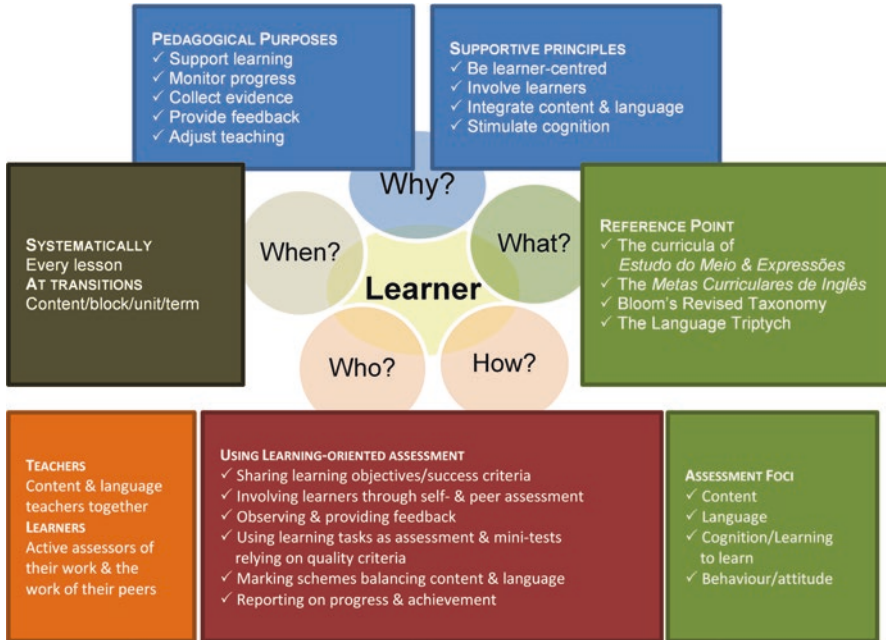 PEDAGOGICAL PURPOSES
✓ Support learning
✓ Monitor progress
✓ Collect evidence
✓ Provide feedback
✓ Adjust teaching
SUPPORTIVE PRINCIPLES
✓ Be learner-centred
✓ Involve learners
✓ Integrate content & language
✓ Stimulate cognition
SYSTEMATICALLY
Every lesson
AT TRANSITIONS
Content/block/unit/term
Why?
When?
What?
Learner
Who?
How?
REFERENCE POINT
✓ The curricula of
Estudo do Meio & Expressões
✓ The Metas Curriculares de Inglês
✓ Bloom's Revised Taxonomy
✓ The Language Triptych
TEACHERS
Content & language
teachers together
LEARNERS
Active assessors of
their work & the
work of their peers
USING LEARNING-ORIENTED ASSESSMENT
✓ Sharing learning objectives/success criteria
✓ Involving learners through self- & peer assessment
✓ Observing & providing feedback
✓ Using learning tasks as assessment & mini-tests
relying on quality criteria
✓ Marking schemes balancing content & language
✓ Reporting on progress & achievement
ASSESSMENT FOCI
✓ Content
✓ Language
✓ Cognition/Learning
to learn
✓ Behaviour/attitude